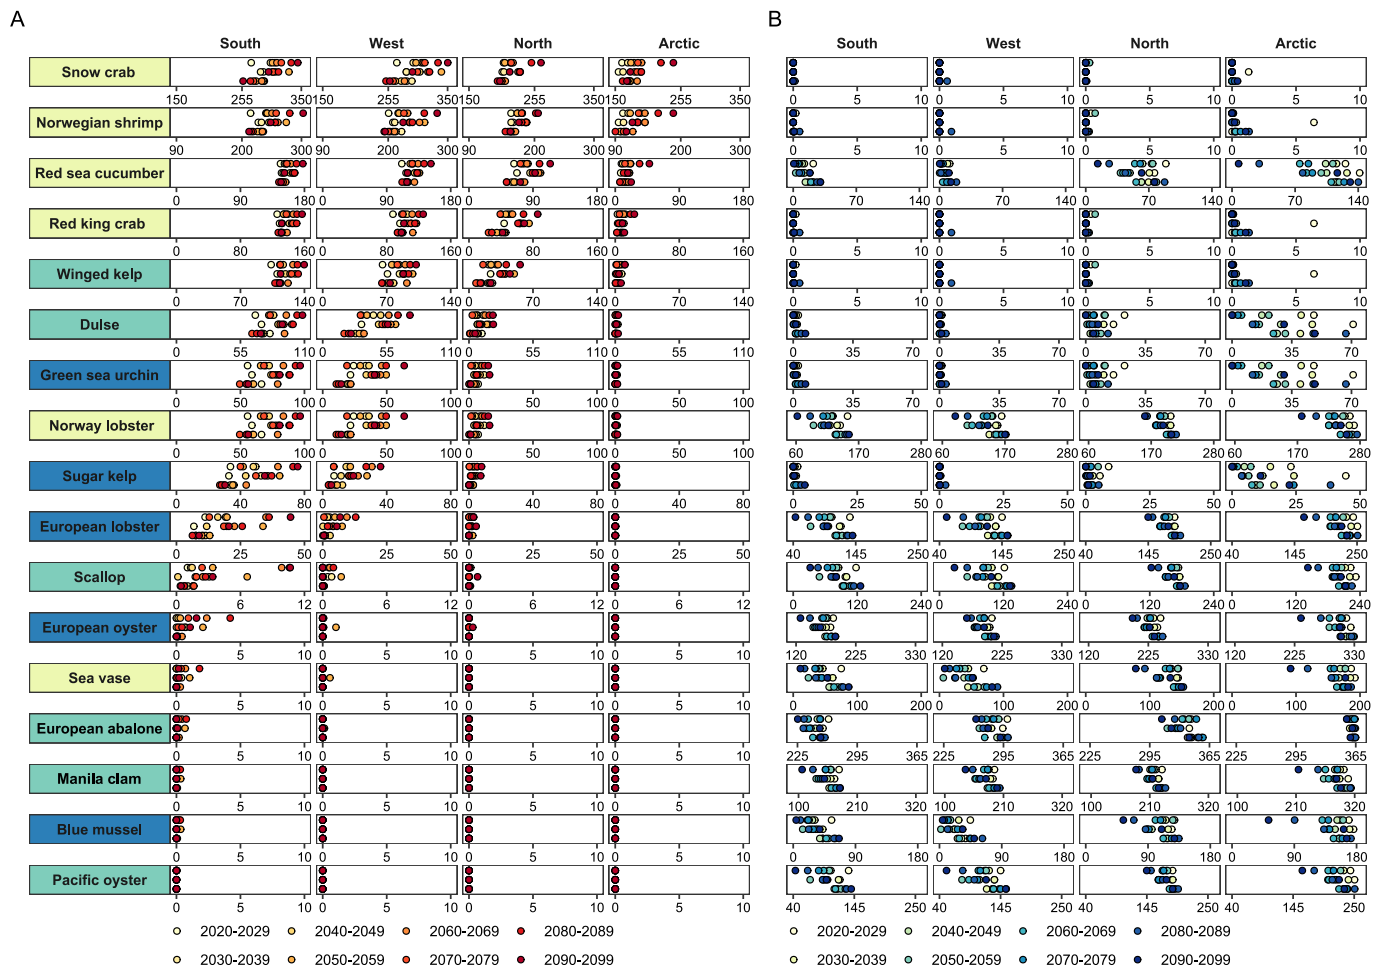 A B
South West North Arctic South West North Arctic
Snow crab
150 255 350 150 255 350 150 255 350 150 255 350 0 5 10 0 5 10 0 5 10 0 5 10
Norwegian shrimp
90 200 300 90 200 300 90 200 300 90 200 300 0 5 10 0 5 10 0 5 10 0 5 10
Red sea cucumber
0 90 180 0 90 180 0 90 180 0 90 180 0 70 140 0 70 140 0 70 140 0 70 140
Red king crab
0 80 160 0 80 160 0 80 160 0 80 160 0 5 10 0 5 10 0 5 10 0 5 10
Winged kelp
0 70 140 0 70 140 0 70 140 0 70 140 0 5 10 0 5 10 0 5 10 0 5 10
Dulse
0 55 110 0 55 110 0 55 110 0 55 110 0 35 70 0 35 70 0 35 70 0 35 70
Green sea urchin
0 50 100 0 50 100 0 50 100 0 50 100 0 35 70 0 35 70 0 35 70 0 35 70
Norway lobster
0 50 100 0 50 100 0 50 100 0 50 100 60 170 280 60 170 280 60 170 280 60 170 280
Sugar kelp
0 40 80 0 40 80 0 40 80 0 40 80 0 25 50 0 25 50 0 25 50 0 25 50
European lobster
0 25 50 0 25 50 0 25 50 0 25 50 40 145 250 40 145 250 40 145 250 40 145 250
Scallop
0 6 12 0 6 12 0 6 12 0 6 12 0 120 240 0 120 240 0 120 240 0 120 240
European oyster
0 5 10 0 5 10 0 5 10 0 5 10 120 225 330 120 225 330 120 225 330 120 225 330
Sea vase
0 5 10 0 5 10 0 5 10 0 5 10 0 100 200 0 100 200 0 100 200 0 100 200
European abalone
0 5 10 0 5 10 0 5 10 0 5 10 225 295 365 225 295 365 225 295 365 225 295 365
Manila clam
0 5 10 0 5 10 0 5 10 0 5 10 100 210 320 100 210 320 100 210 320 100 210 320
Blue mussel
0 5 10 0 5 10 0 5 10 0 5 10 0 90 180 0 90 180 0 90 180 0 90 180
Pacific oyster
0 5 10 0 5 10 0 5 10 0 5 10 40 145 250 40 145 250 40 145 250 40 145 250
2020-2029 2040-2049 2060-2069 2080-2089 2020-2029 2040-2049 2060-2069 2080-2089
2030-2039 2050-2059 2070-2079 2090-2099 2030-2039 2050-2059 2070-2079 2090-2099